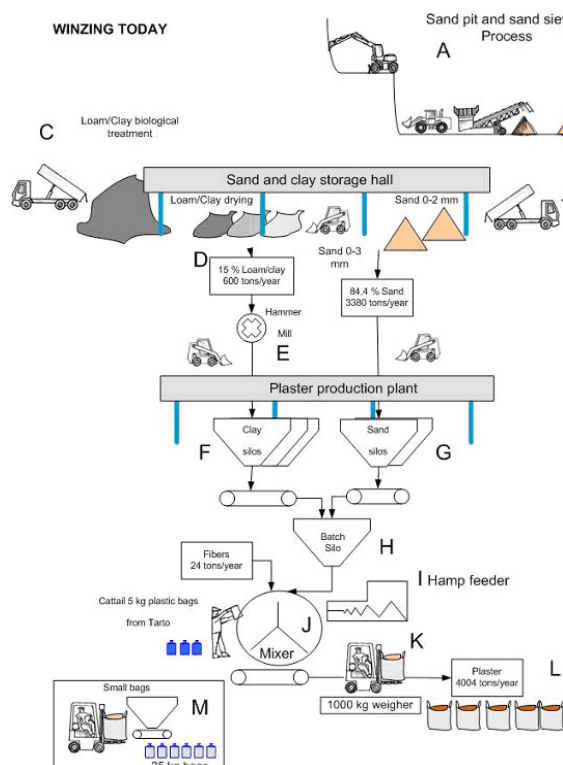 WINZING TODAY
Sand pit and sand siev
Process
A
C
Loam/Clay biological
treatment
Sand and clay storage hall
Loam/Clay drying
Sand 0-2 mm
Sand 0-3
mm
D
15 % Loam/clay
600 tons/year
84,4 % Sand
3380 tons/year
Hammer
Mill
E
Plaster production plant
F
Clay
silos
Sand
silos
G
Batch
Silo
H
Fibers
24 tons/year
I Hamp feeder
Cattail 5 kg plastic bags
from Tarto
J
Mixer
K
Plaster
4004 tons/year
L
1000 kg weigher
Small bags
M